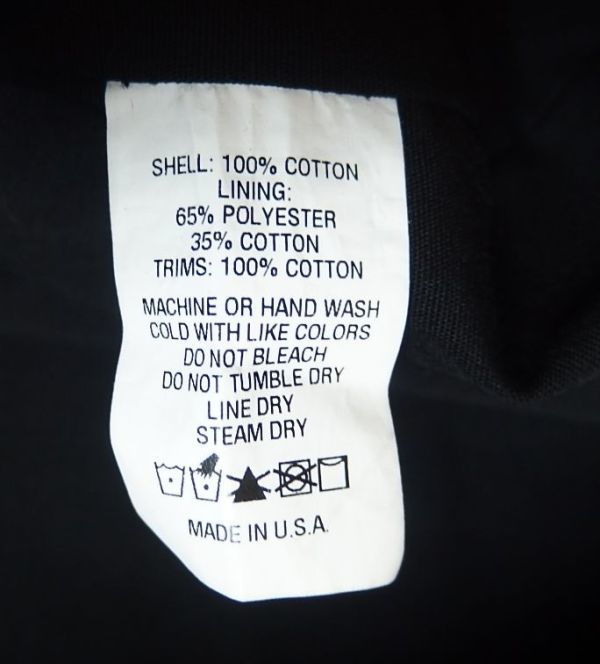 SHELL: 100% COTTON
LINING:
65% POLYESTER
35% COTTON
TRIMS: 100% COTTON
MACHINE OR HAND WASH
COLD WITH LIKE COLORS
DO NOT BLEACH
DO NOT TUMBLE DRY
LINE DRY
STEAM DRY
MADE IN U.S.A.